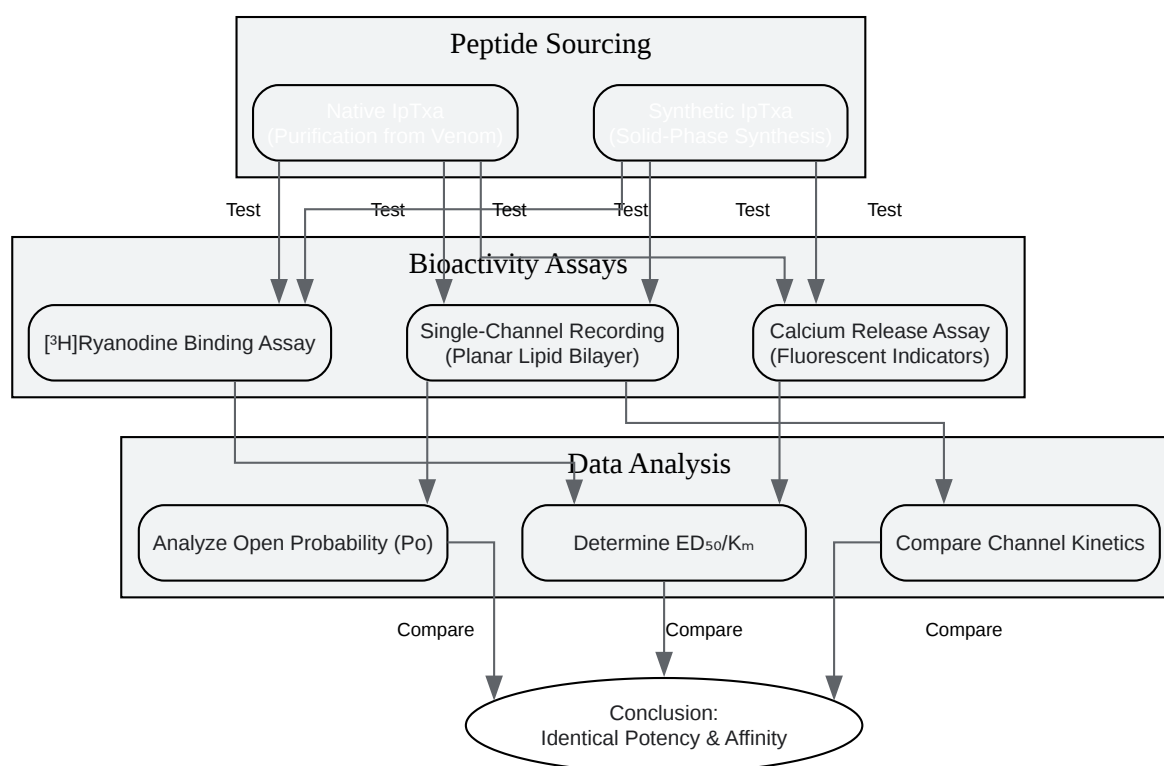 Peptide Sourcing
Native IpTxa
(Purification from Venom)
Synthetic IpTxa
(Solid-Phase Synthesis)
Test
Test
Test
Test
Test
Test
Bioactivity Assays
[³H]Ryanodine Binding Assay
Single-Channel Recording
(Planar Lipid Bilayer)
Calcium Release Assay
(Fluorescent Indicators)
Data Analysis
Analyze Open Probability (Po)
Determine ED₅₀/Kₘ
Compare Channel Kinetics
Compare
Compare
Compare
Conclusion:
Identical Potency & Affinity